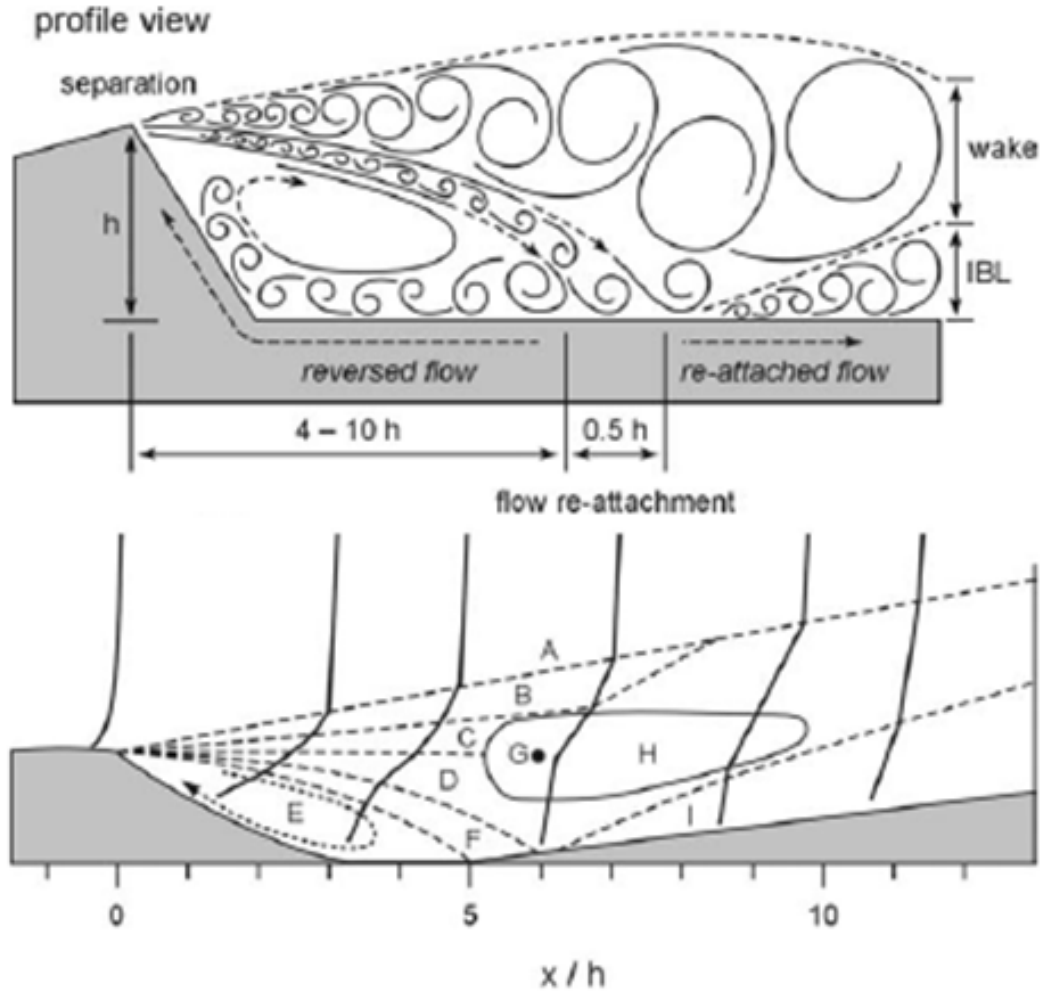 profile view
separation
wake
h
IBL
reversed flow
re-attached flow
4 – 10 h
0.5 h
flow re-attachment
A
B
C
G
H
D
E
F
I
0
5
10
x / h